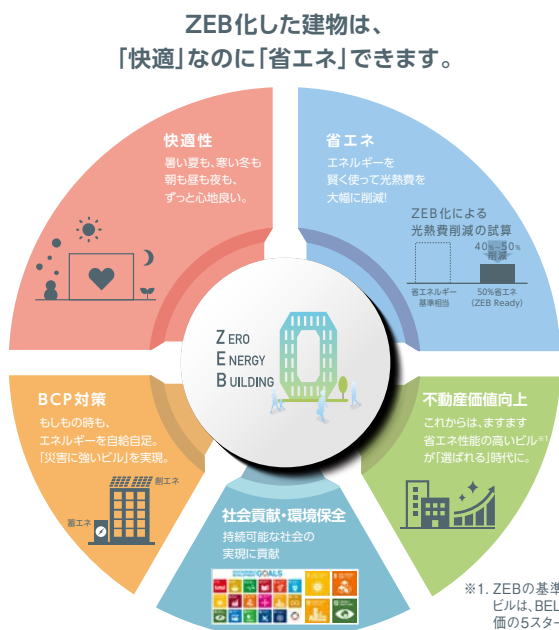 ZEB化した建物は、
「快適」なのに「省エネ」できます。
快適性
暑い夏も、寒い冬も
朝も昼も夜も、
ずっと心地良い。
省エネ
エネルギーを
賢く使って光熱費を
大幅に削減!
ZEB化による
光熱費削減の試算
40%~50%
削減
省エネルギー
基準相当
50%省エネ
(ZEB Ready)
ZERO
ENERGY
BUILDING
BCP対策
もしもの時も、
エネルギーを自給自足。
「災害に強いビル」を実現。
創エネ
蓄エネ
不動産価値向上
これからは、ますます
省エネ性能の高いビル※1
が「選ばれる」時代に。
社会貢献・環境保全
持続可能な社会の
実現に貢献
GOALS
※1. ZEBの基準
ビルは、BEL
価の5スター